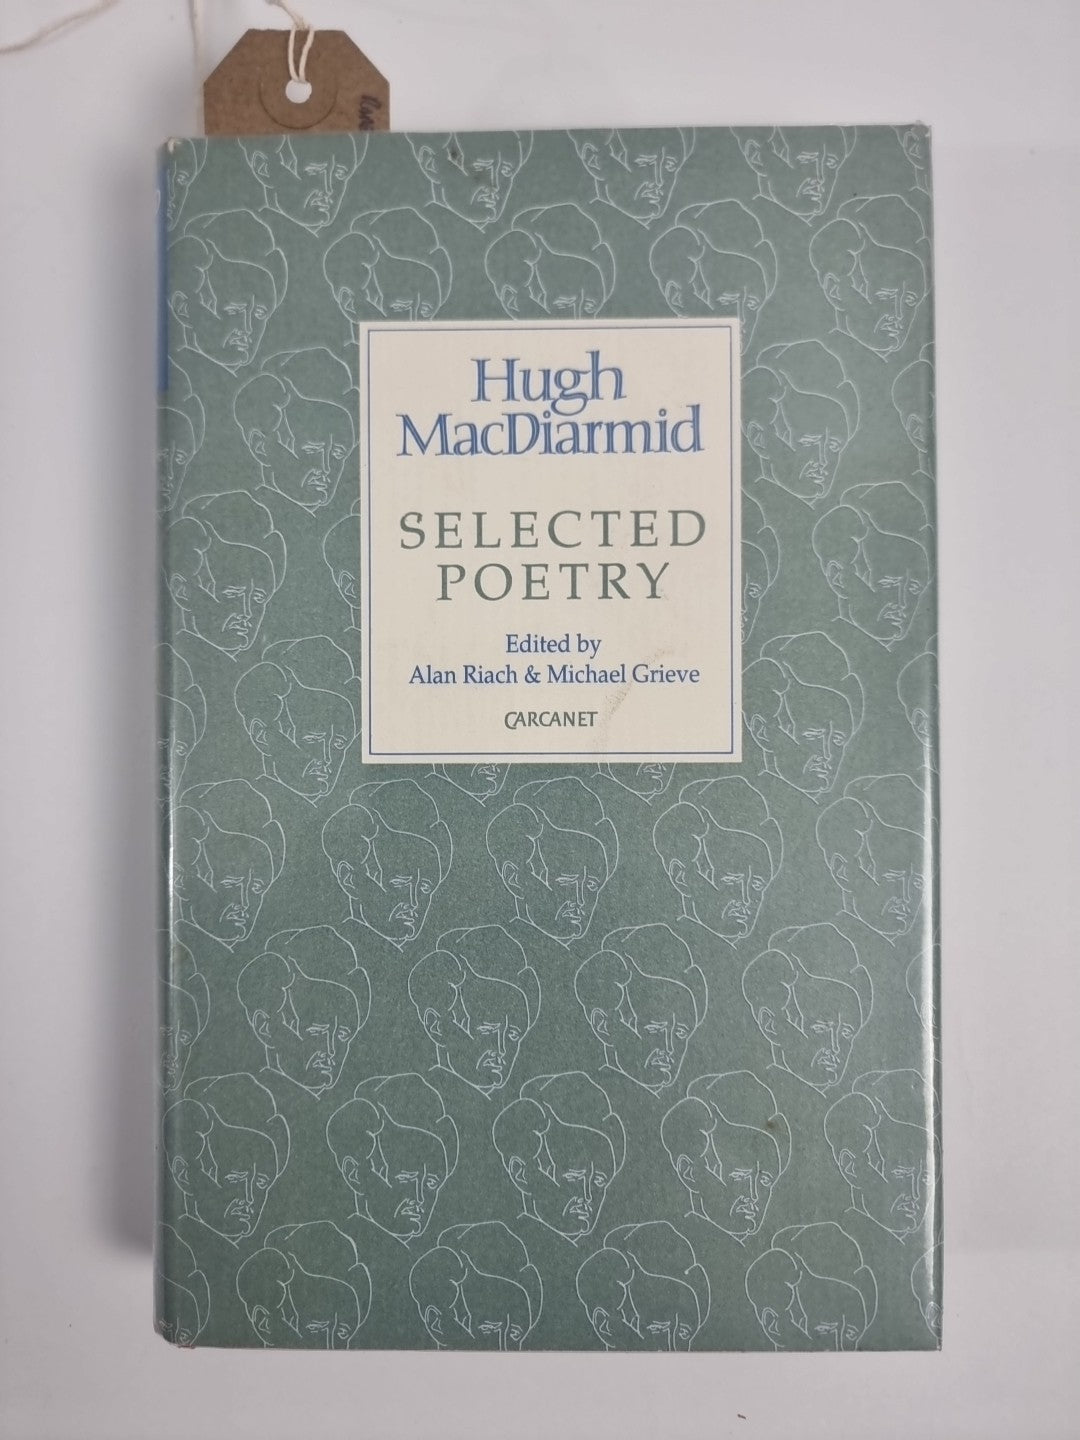 Hugh
MacDiarmid
SELECTED
POETRY
Edited by
Alan Riach & Michael Grieve
CARCANET